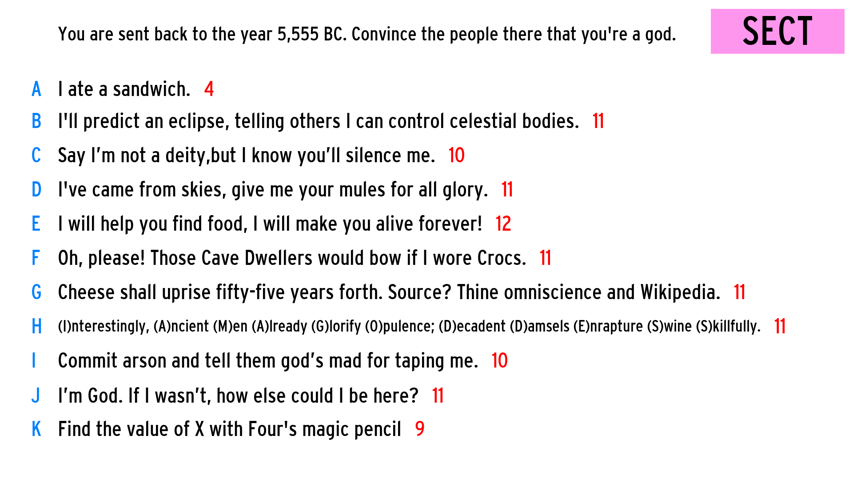 You are sent back to the year 5,555 BC. Convince the people there that you're a god.
SECT
A I ate a sandwich. 4
B I'll predict an eclipse, telling others I can control celestial bodies. 11
C Say I’m not a deity,but I know you’ll silence me. 10
D I've came from skies, give me your mules for all glory. 11
E I will help you find food, I will make you alive forever! 12
F Oh, please! Those Cave Dwellers would bow if I wore Crocs. 11
G Cheese shall uprise fifty-five years forth. Source? Thine omniscience and Wikipedia. 11
H (I)nterestingly, (A)ncient (M)en (A)lready (G)lorify (O)pulence; (D)ecadent (D)amsels (E)nrapture (S)wine (S)killfully. 11
I Commit arson and tell them god’s mad for taping me. 10
J I’m God. If I wasn’t, how else could I be here? 11
K Find the value of X with Four's magic pencil 9